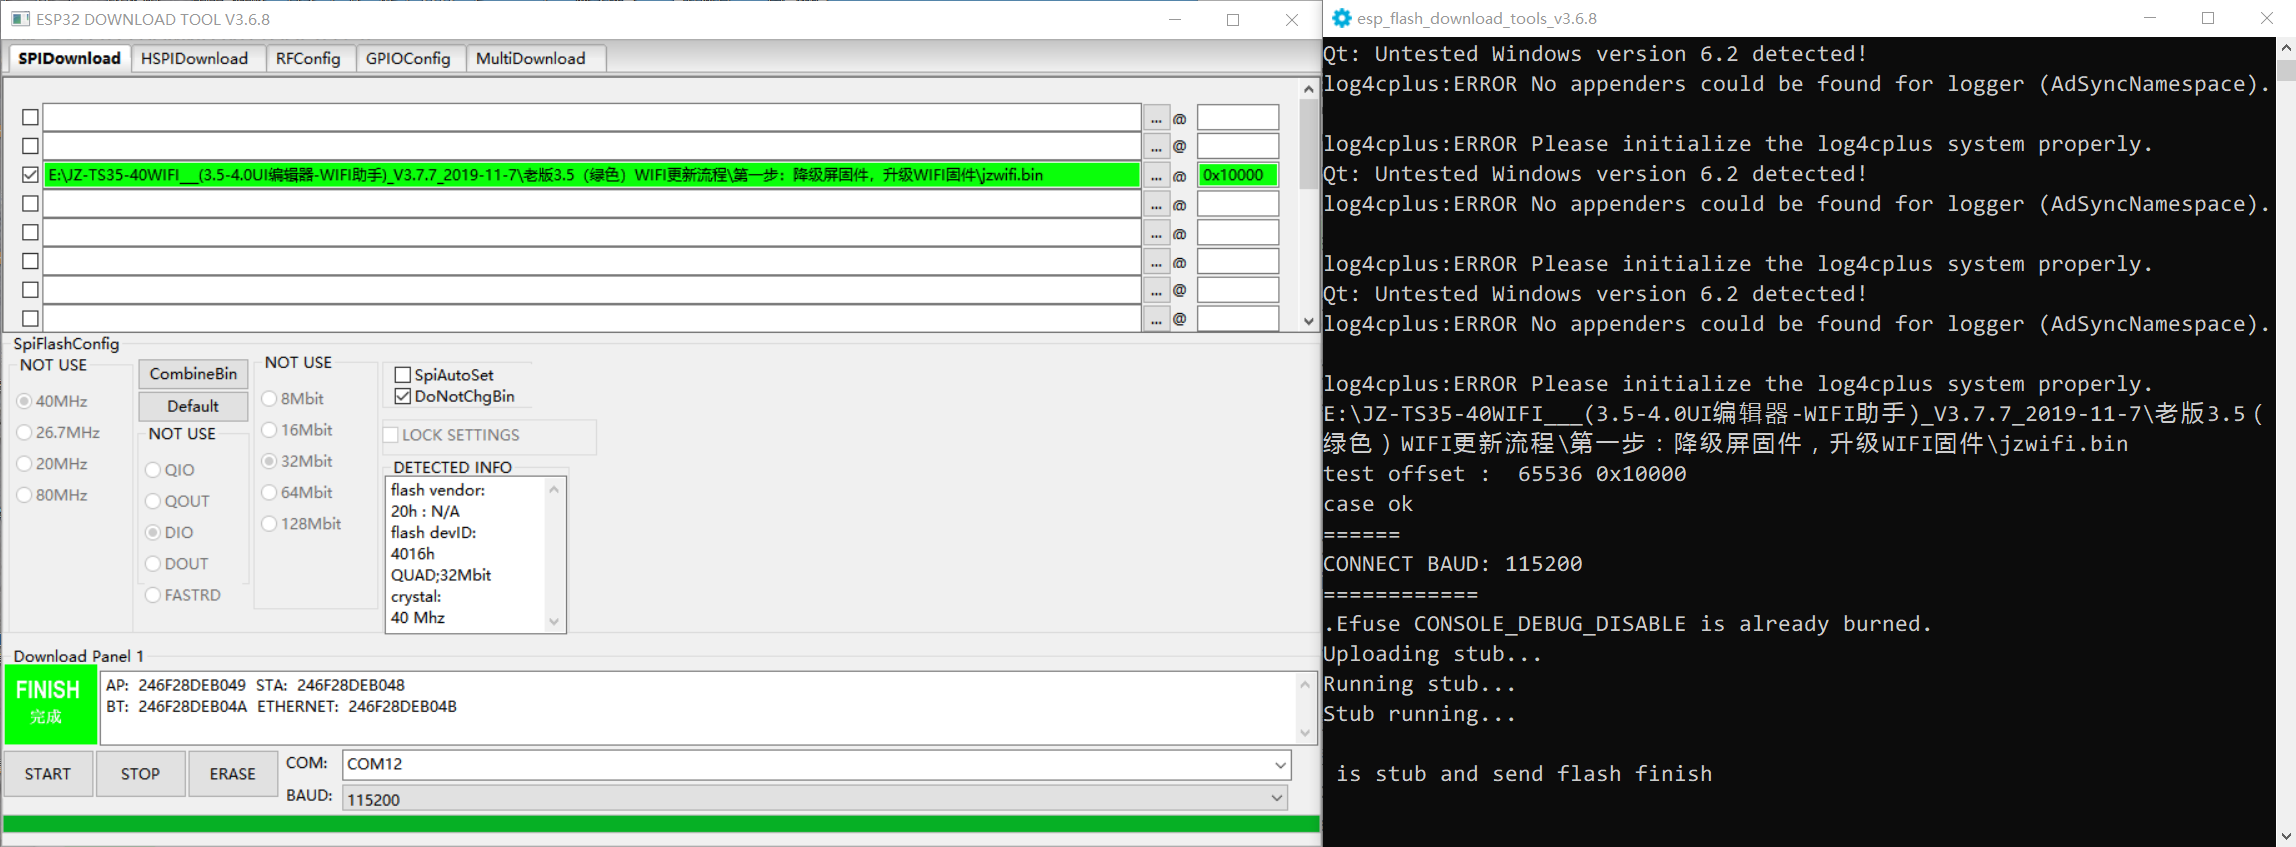 ESP32 DOWNLOAD TOOL V3.6.8
SPIDownload HSPIDownload RFConfig GPIOConfig MultiDownload
... @
... @
E:\JZ-TS35-40WIFI___(3.5-4.0UI编辑器-WIFI助手)_V3.7.7_2019-11-7\老版3.5（绿色）WIFI更新流程\第一步：降级屏固件，升级WIFI固件\jzwifi.bin ... @ 0x10000
... @
... @
... @
... @
... @
SpiFlashConfig
NOT USE
40MHz
26.7MHz
20MHz
80MHz
CombineBin
Default
NOT USE
QIO
QOUT
DIO
DOUT
FASTRD
NOT USE
8Mbit
16Mbit
32Mbit
64Mbit
128Mbit
SpiAutoSet
DoNotChgBin
LOCK SETTINGS
DETECTED INFO
flash vendor:
20h : N/A
flash devID:
4016h
QUAD;32Mbit
crystal:
40 Mhz
Download Panel 1
FINISH
完成
AP: 246F28DEB049 STA: 246F28DEB048
BT: 246F28DEB04A ETHERNET: 246F28DEB04B
START STOP ERASE
COM: COM12
BAUD: 115200
esp_flash_download_tools_v3.6.8
Qt: Untested Windows version 6.2 detected!
log4cplus:ERROR No appenders could be found for logger (AdSyncNamespace).
log4cplus:ERROR Please initialize the log4cplus system properly.
Qt: Untested Windows version 6.2 detected!
log4cplus:ERROR No appenders could be found for logger (AdSyncNamespace).
log4cplus:ERROR Please initialize the log4cplus system properly.
Qt: Untested Windows version 6.2 detected!
log4cplus:ERROR No appenders could be found for logger (AdSyncNamespace).
log4cplus:ERROR Please initialize the log4cplus system properly.
E:\JZ-TS35-40WIFI___(3.5-4.0UI编辑器-WIFI助手)_V3.7.7_2019-11-7\老版3.5（
绿色）WIFI更新流程\第一步：降级屏固件，升级WIFI固件\jzwifi.bin
test offset :  65536 0x10000
case ok
======
CONNECT BAUD: 115200
============
.Efuse CONSOLE_DEBUG_DISABLE is already burned.
Uploading stub...
Running stub...
Stub running...
is stub and send flash finish